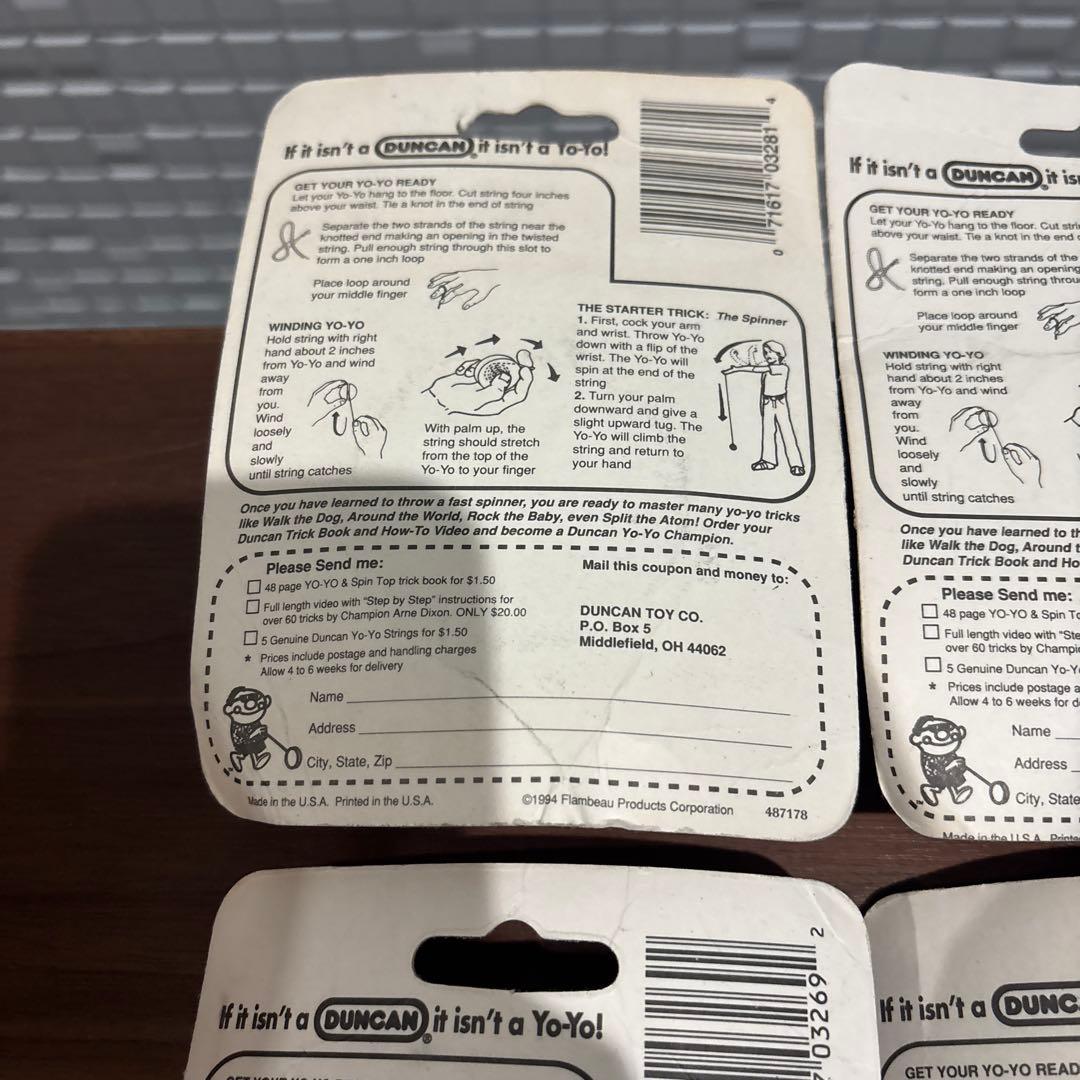 If it isn't a DUNCAN® it isn't a Yo-Yo!
0 71617 03281 4
GET YOUR YO-YO READY
Let your Yo-Yo hang to the floor. Cut string four inches
above your waist. Tie a knot in the end of string
Separate the two strands of the string near the
knotted end making an opening in the twisted
string. Pull enough string through this slot to
form a one inch loop
Place loop around
your middle finger
WINDING YO-YO
Hold string with right
hand about 2 inches
from Yo-Yo and wind
away
from
you.
Wind
loosely
and
slowly
until string catches
With palm up, the
string should stretch
from the top of the
Yo-Yo to your finger
THE STARTER TRICK: The Spinner
1. First, cock your arm
and wrist. Throw Yo-Yo
down with a flip of the
wrist. The Yo-Yo will
spin at the end of the
string
2. Turn your palm
downward and give a
slight upward tug. The
Yo-Yo will climb the
string and return to
your hand
Once you have learned to throw a fast spinner, you are ready to master many yo-yo tricks
like Walk the Dog, Around the World, Rock the Baby, even Split the Atom! Order your
Duncan Trick Book and How-To Video and become a Duncan Yo-Yo Champion.
Please Send me:
48 page YO-YO & Spin Top trick book for $1.50
Full length video with "Step by Step" instructions for
over 60 tricks by Champion Arne Dixon. ONLY $20.00
5 Genuine Duncan Yo-Yo Strings for $1.50
* Prices include postage and handling charges
Allow 4 to 6 weeks for delivery
Mail this coupon and money to:
DUNCAN TOY CO.
P.O. Box 5
Middlefield, OH 44062
Name
Address
City, State, Zip
Made in the U.S.A. Printed in the U.S.A.
©1994 Flambeau Products Corporation
487178
If it isn't a DUNCAN® it isn
GET YOUR YO-YO READY
Let your Yo-Yo hang to the floor. Cut stri
above your waist. Tie a knot in the end
Separate the two strands of the
knotted end making an opening
string. Pull enough string throu
form a one inch loop
Place loop around
your middle finger
WINDING YO-YO
Hold string with right
hand about 2 inches
from Yo-Yo and wind
away
from
you.
Wind
loosely
and
slowly
until string catches
Once you have learned to th
like Walk the Dog, Around t
Duncan Trick Book and Ho
Please Send me:
48 page YO-YO & Spin To
Full length video with "Ste
over 60 tricks by Champi
5 Genuine Duncan Yo-Y
* Prices include postage a
Allow 4 to 6 weeks for d
Name
Address
City, State
Made in the U.S.A. Printe
If it isn't a DUNCAN® it isn't a Yo-Yo!
03269 2
GET YOUR YO-YO
If it isn't a DUNC
GET YOUR YO-YO READ